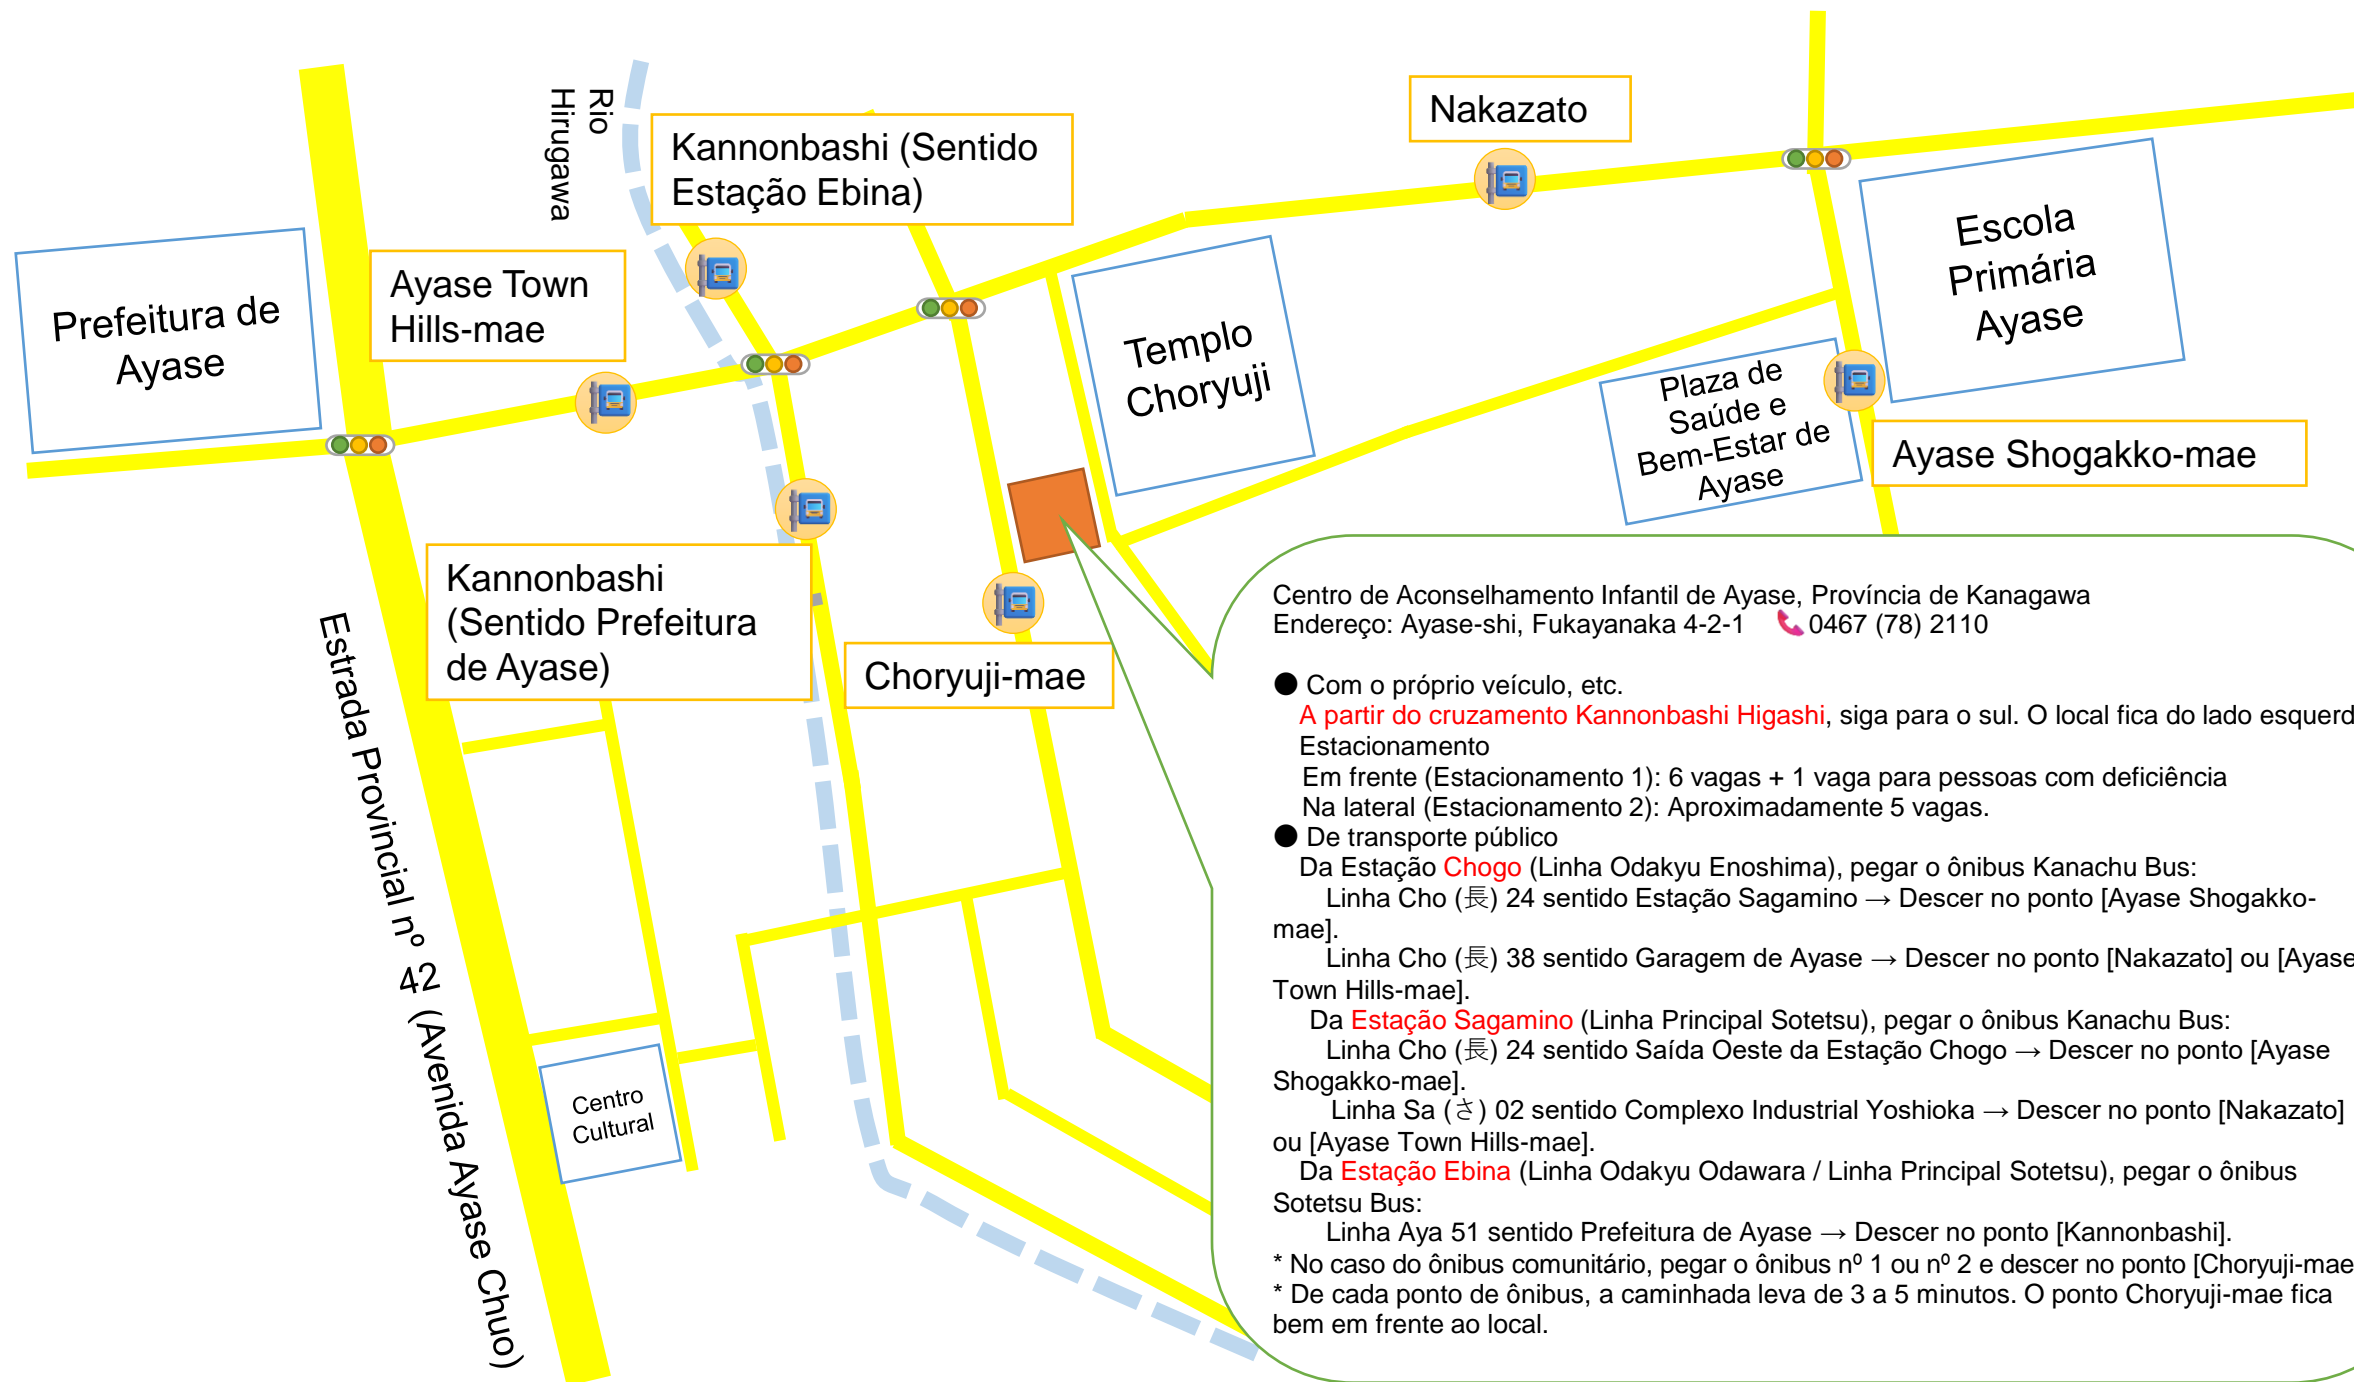 Rio
Hirugawa
Kannonbashi (Sentido
Estação Ebina)
Nakazato
Prefeitura de
Ayase
Ayase Town
Hills-mae
Templo
Choryuji
Escola
Primária
Ayase
Plaza de
Saúde e
Bem-Estar de
Ayase
Ayase Shogakko-mae
Kannonbashi
(Sentido Prefeitura
de Ayase)
Choryuji-mae
Estrada Provincial nº 42 (Avenida Ayase Chuo)
Centro
Cultural
Centro de Aconselhamento Infantil de Ayase, Província de Kanagawa
Endereço: Ayase-shi, Fukayanaka 4-2-1 📞0467 (78) 2110
● Com o próprio veículo, etc.
A partir do cruzamento Kannonbashi Higashi, siga para o sul. O local fica do lado esquerd
Estacionamento
Em frente (Estacionamento 1): 6 vagas + 1 vaga para pessoas com deficiência
Na lateral (Estacionamento 2): Aproximadamente 5 vagas.
● De transporte público
Da Estação Chogo (Linha Odakyu Enoshima), pegar o ônibus Kanachu Bus:
Linha Cho (長) 24 sentido Estação Sagamino → Descer no ponto [Ayase Shogakko-
mae].
Linha Cho (長) 38 sentido Garagem de Ayase → Descer no ponto [Nakazato] ou [Ayase
Town Hills-mae].
Da Estação Sagamino (Linha Principal Sotetsu), pegar o ônibus Kanachu Bus:
Linha Cho (長) 24 sentido Saída Oeste da Estação Chogo → Descer no ponto [Ayase
Shogakko-mae].
Linha Sa (さ) 02 sentido Complexo Industrial Yoshioka → Descer no ponto [Nakazato]
ou [Ayase Town Hills-mae].
Da Estação Ebina (Linha Odakyu Odawara / Linha Principal Sotetsu), pegar o ônibus
Sotetsu Bus:
Linha Aya 51 sentido Prefeitura de Ayase → Descer no ponto [Kannonbashi].
* No caso do ônibus comunitário, pegar o ônibus nº 1 ou nº 2 e descer no ponto [Choryuji-mae
* De cada ponto de ônibus, a caminhada leva de 3 a 5 minutos. O ponto Choryuji-mae fica
bem em frente ao local.